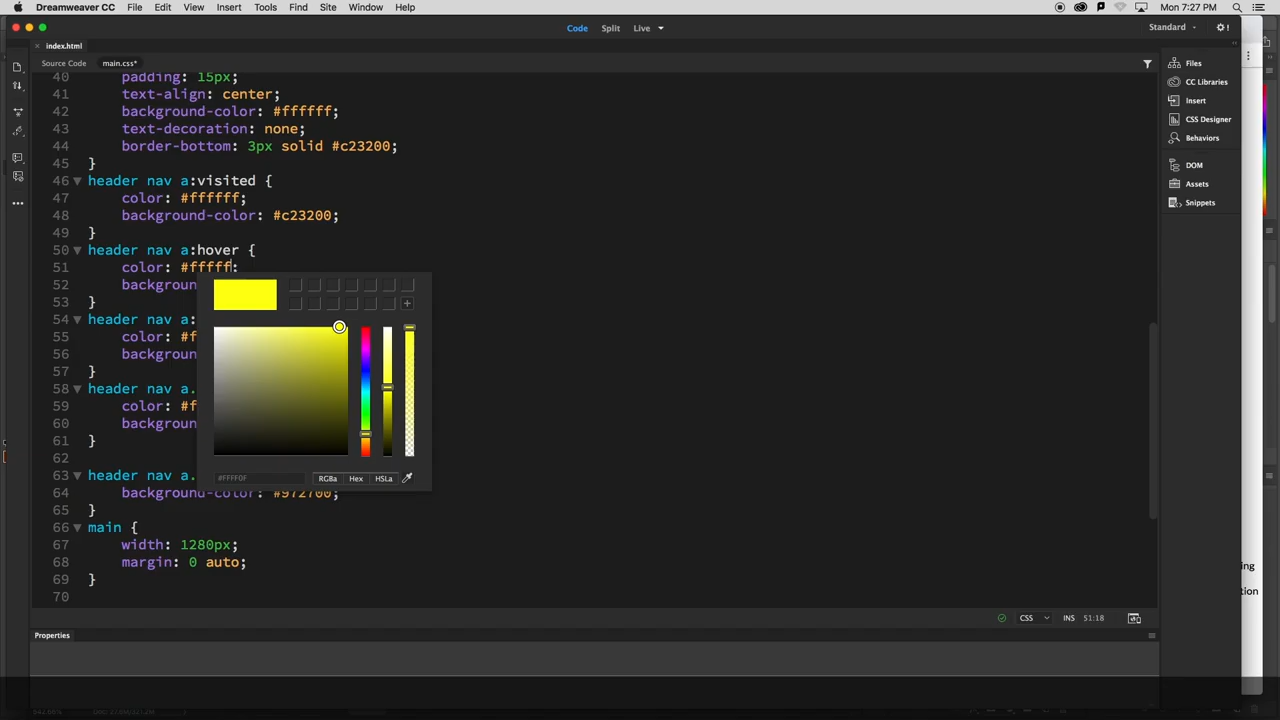 Dreamweaver CC File Edit View Insert Tools Find Site Window Help Mon 7:27 PM
Code Split Live Standard
index.html
Source Code main.css*
40 padding: 15px;
41 text-align: center;
42 background-color: #ffffff;
43 text-decoration: none;
44 border-bottom: 3px solid #c23200;
45 }
46 header nav a:visited {
47 color: #ffffff;
48 background-color: #c23200;
49 }
50 header nav a:hover {
51 color: #fffff;
52 backgroun
53 }
54 header nav a:
55 color: #f
56 backgroun
57 }
58 header nav a.
59 color: #f
60 backgroun
61 }
62
63 header nav a.
64 background-color: #972700;
65 }
66 main {
67 width: 1280px;
68 margin: 0 auto;
69 }
70
#FFFF0F RGBa Hex HSLa
Files
CC Libraries
Insert
CSS Designer
Behaviors
DOM
Assets
Snippets
ing
tion
CSS INS 51:18
Properties